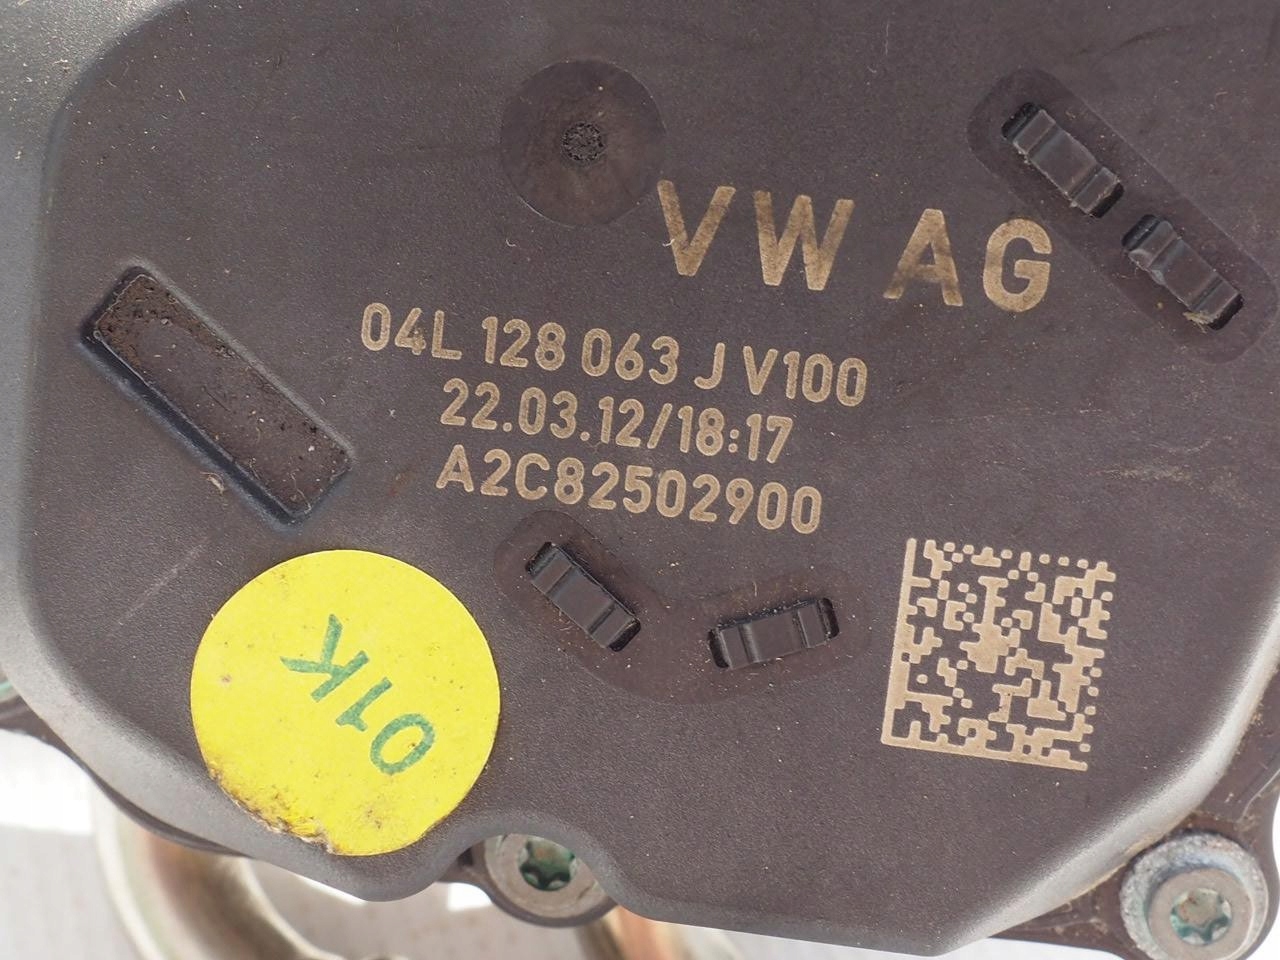 VW AG
04L 128 063 J V100
22.03.12/18:17
A2C82502900
01K